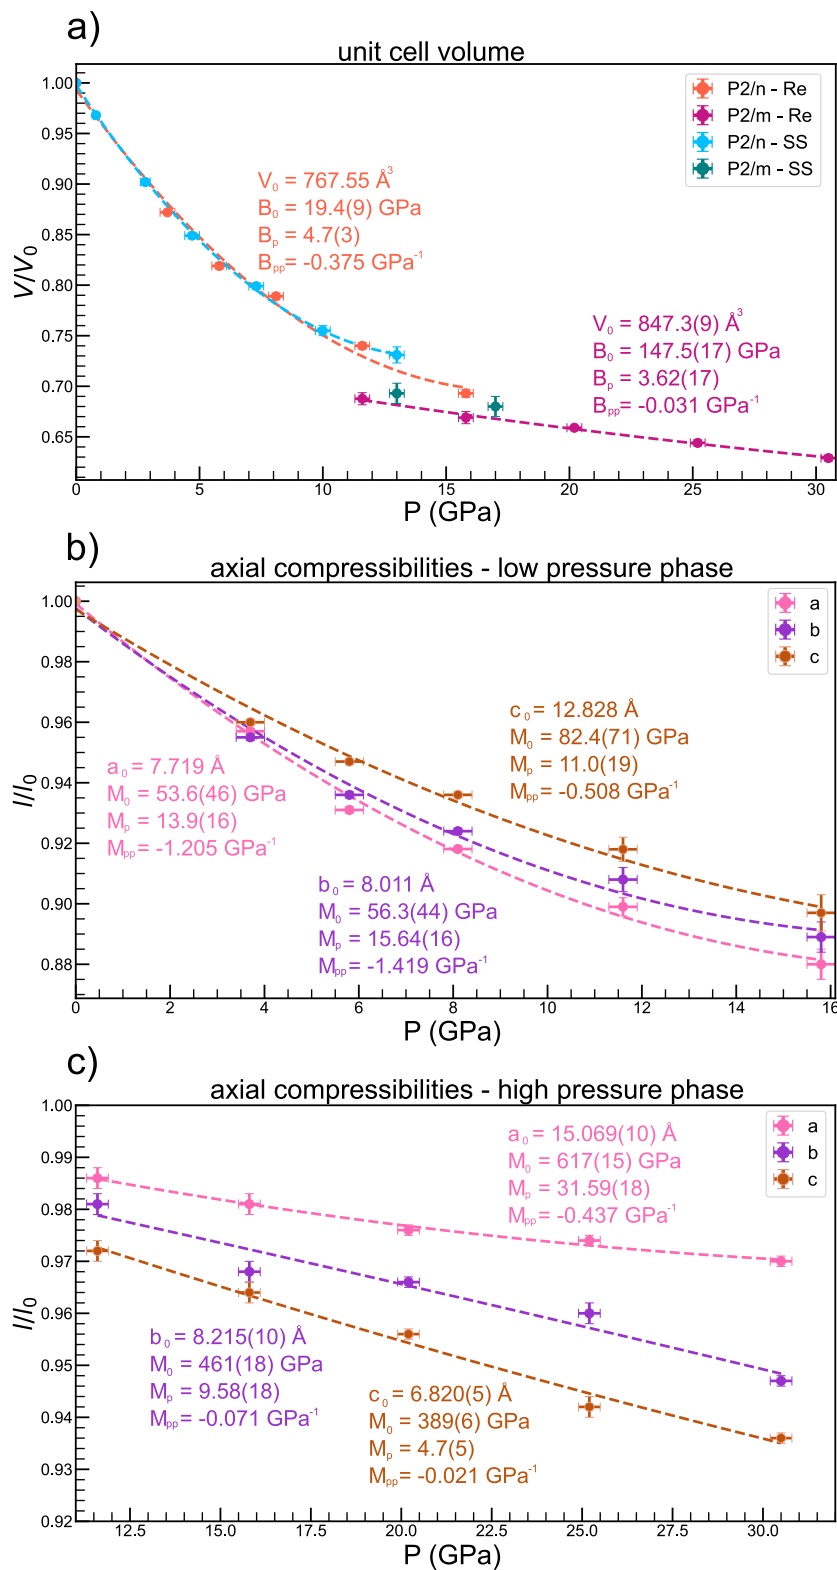 a)
unit cell volume
1.00
0.95
0.90
0.85
0.80
0.75
0.70
0.65
V/V₀
P2/n - Re
P2/m - Re
P2/n - SS
P2/m - SS
V₀ = 767.55 Å³
B₀ = 19.4(9) GPa
Bₚ = 4.7(3)
Bₚₚ= -0.375 GPa⁻¹
V₀ = 847.3(9) Å³
B₀ = 147.5(17) GPa
Bₚ = 3.62(17)
Bₚₚ= -0.031 GPa⁻¹
0 5 10 15 20 25 30
P (GPa)
b)
axial compressibilities - low pressure phase
1.00
0.98
0.96
0.94
0.92
0.90
0.88
l/l₀
a
b
c
c₀ = 12.828 Å
M₀ = 82.4(71) GPa
Mₚ = 11.0(19)
Mₚₚ= -0.508 GPa⁻¹
a₀ = 7.719 Å
M₀ = 53.6(46) GPa
Mₚ = 13.9(16)
Mₚₚ= -1.205 GPa⁻¹
b₀ = 8.011 Å
M₀ = 56.3(44) GPa
Mₚ = 15.64(16)
Mₚₚ= -1.419 GPa⁻¹
0 2 4 6 8 10 12 14 16
P (GPa)
c)
axial compressibilities - high pressure phase
1.00
0.99
0.98
0.97
0.96
0.95
0.94
0.93
0.92
l/l₀
a
b
c
a₀ = 15.069(10) Å
M₀ = 617(15) GPa
Mₚ = 31.59(18)
Mₚₚ= -0.437 GPa⁻¹
b₀ = 8.215(10) Å
M₀ = 461(18) GPa
Mₚ = 9.58(18)
Mₚₚ= -0.071 GPa⁻¹
c₀ = 6.820(5) Å
M₀ = 389(6) GPa
Mₚ = 4.7(5)
Mₚₚ= -0.021 GPa⁻¹
12.5 15.0 17.5 20.0 22.5 25.0 27.5 30.0
P (GPa)